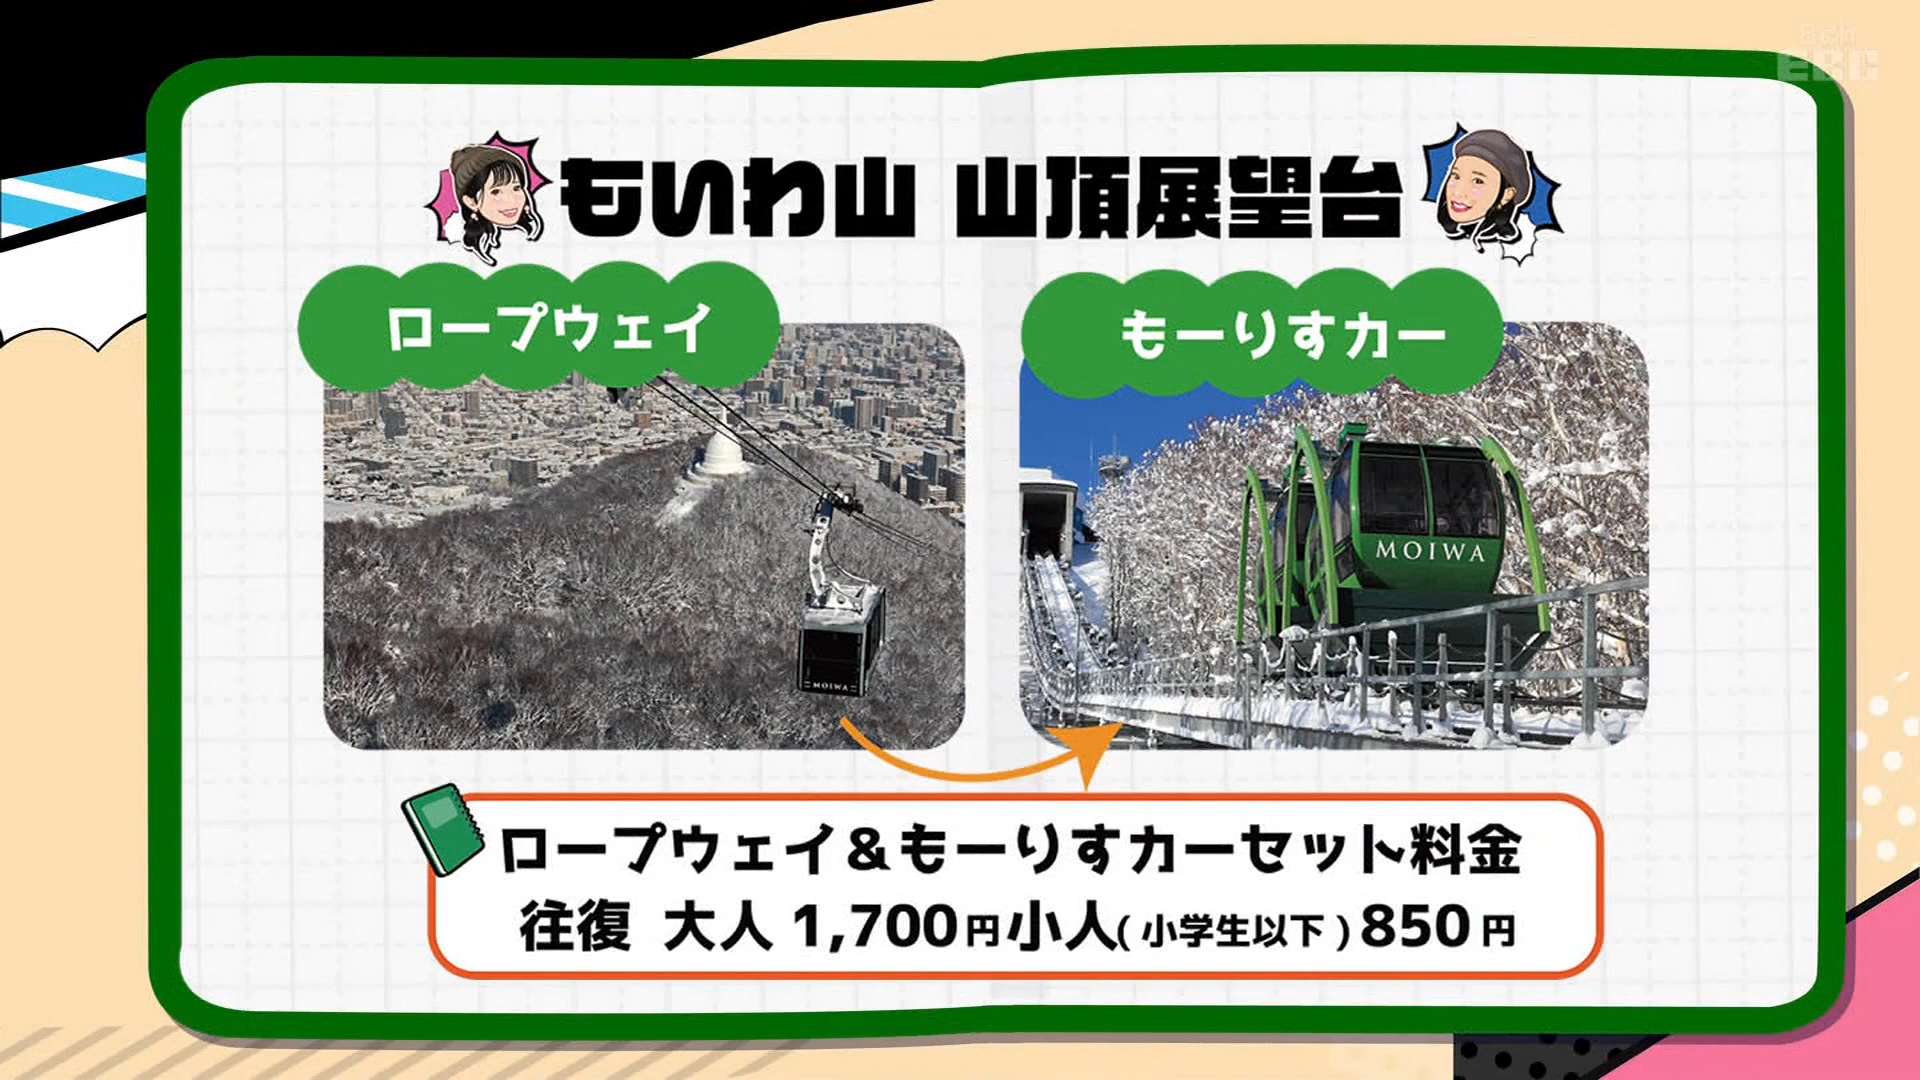 8ch
EBC
もいわ山 山頂展望台
ロープウェイ
もーりすカー
MOIWA
MOIWA
ロープウェイ&もーりすカーセット料金
往復 大人 1,700円 小人(小学生以下) 850円